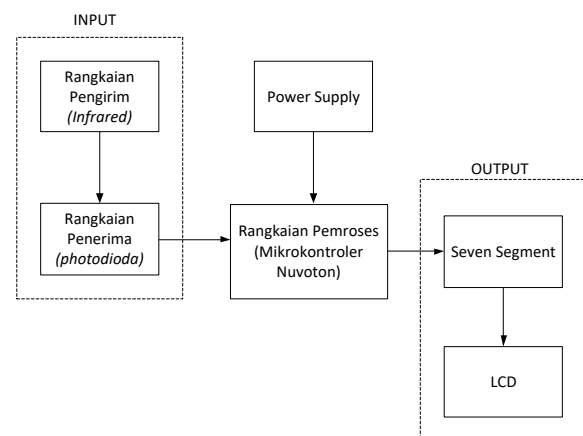 INPUT
Rangkaian
Pengirim
(Infrared)
Power Supply
Rangkaian
Penerima
(photodioda)
Rangkaian Pemroses
(Mikrokontroler
Nuvoton)
OUTPUT
Seven Segment
LCD